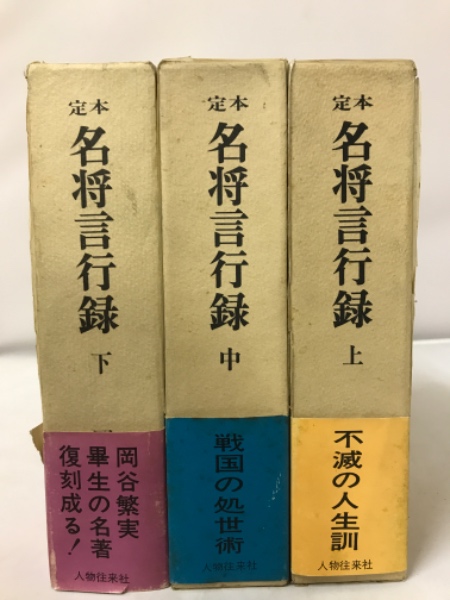 定本
名将言行録
上
不滅の人生訓
人物往来社
定本
名将言行録
中
戦国の処世術
人物往来社
定本
名将言行録
下
岡谷繁実
畢生の名著
復刻成る!
人物往来社